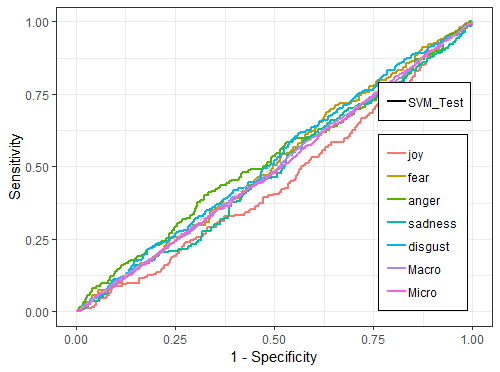 1.00
0.75
0.50
0.25
0.00
Sensitivity
0.00 0.25 0.50 0.75 1.00
1 - Specificity
SVM_Test
joy
fear
anger
sadness
disgust
Macro
Micro